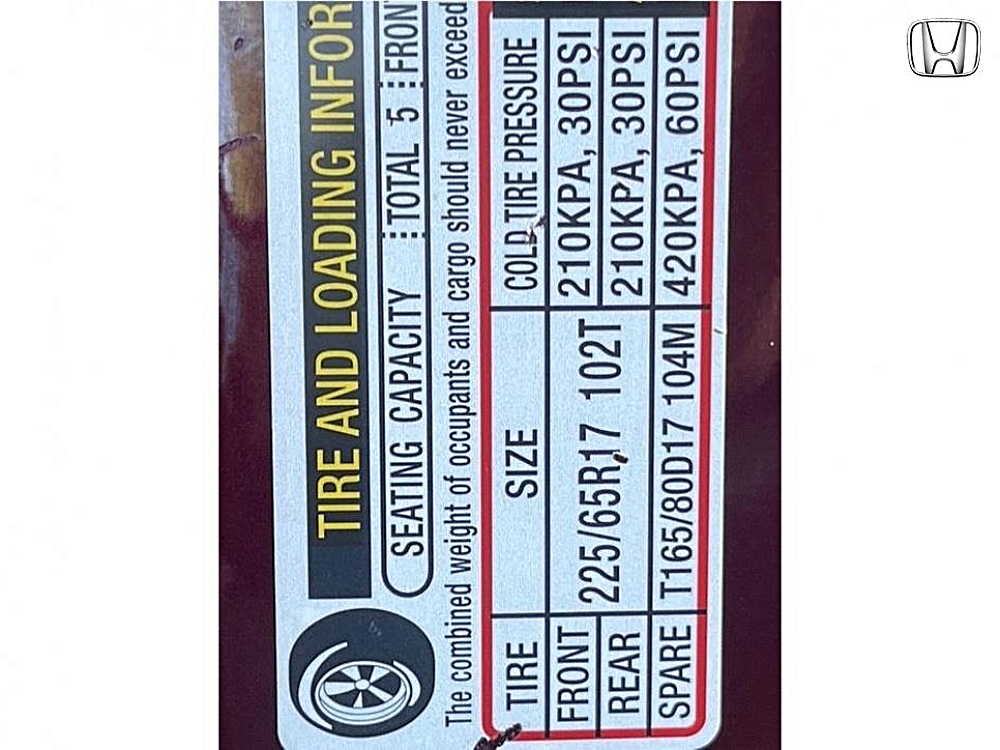 TIRE AND LOADING INFOR
SEATING CAPACITY TOTAL 5 FRON
The combined weight of occupants and cargo should never exceed
TIRE SIZE COLD TIRE PRESSURE
FRONT 225/65R17 102T 210KPA, 30PSI
REAR 210KPA, 30PSI
SPARE T165/80D17 104M 420KPA, 60PSI